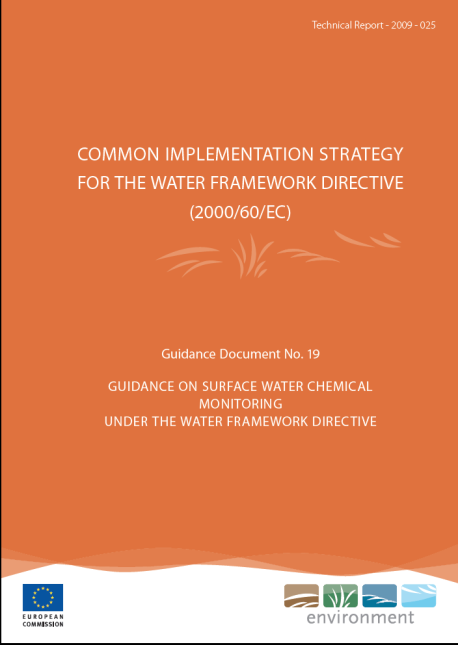 Technical Report - 2009 - 025
COMMON IMPLEMENTATION STRATEGY
FOR THE WATER FRAMEWORK DIRECTIVE
(2000/60/EC)
Guidance Document No. 19
GUIDANCE ON SURFACE WATER CHEMICAL
MONITORING
UNDER THE WATER FRAMEWORK DIRECTIVE
EUROPEAN
COMMISSION
environment